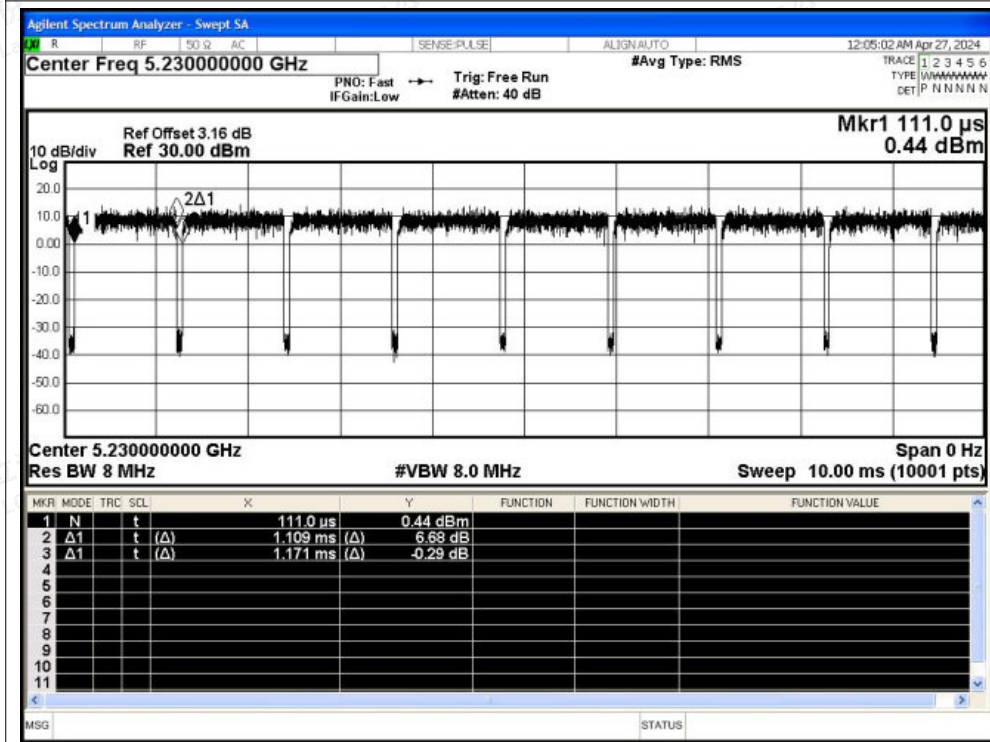 Agilent Spectrum Analyzer - Swept SA
LXI R RF 50 Ω AC SENSE:PULSE ALIGN AUTO 12:05:02 AM Apr 27, 2024
Center Freq 5.230000000 GHz #Avg Type: RMS TRACE 1 2 3 4 5 6
PNO: Fast Trig: Free Run TYPE WWWWWW
IFGain:Low #Atten: 40 dB DET P N N N N N
Ref Offset 3.16 dB Mkr1 111.0 µs
10 dB/div Ref 30.00 dBm 0.44 dBm
Log
20.0
2Δ1
10.0
1
0.00
-10.0
-20.0
-30.0
-40.0
-50.0
-60.0
Center 5.230000000 GHz Span 0 Hz
Res BW 8 MHz #VBW 8.0 MHz Sweep 10.00 ms (10001 pts)
MKR MODE TRC SCL X Y FUNCTION FUNCTION WIDTH FUNCTION VALUE
1 N t 111.0 µs 0.44 dBm
2 Δ1 t (Δ) 1.109 ms (Δ) 6.68 dB
3 Δ1 t (Δ) 1.171 ms (Δ) -0.29 dB
4
5
6
7
8
9
10
11
MSG STATUS